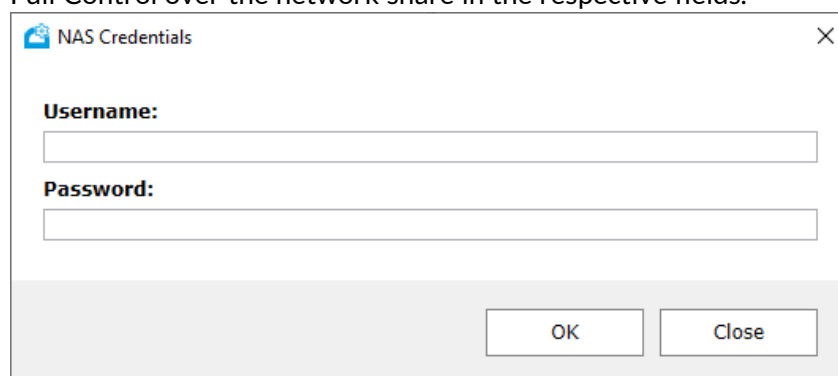 Full Control over the network share in the respective fields.
NAS Credentials
Username:
Password:
OK
Close